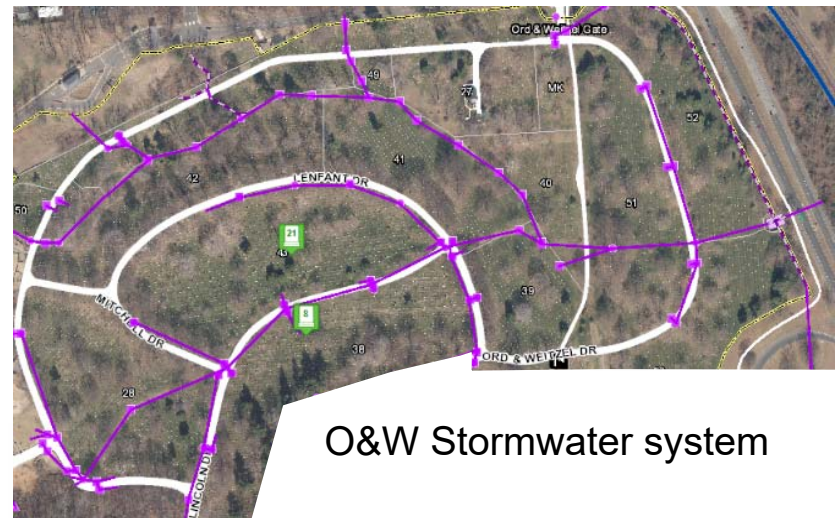 Ord & Weitzel Gate
49
27
MK
52
42
41
LENFANT DR
40
50
51
21
43
39
8
MITCHELL DR
38
ORD & WEITZEL DR
28
LINCOLN D
O&W Stormwater system